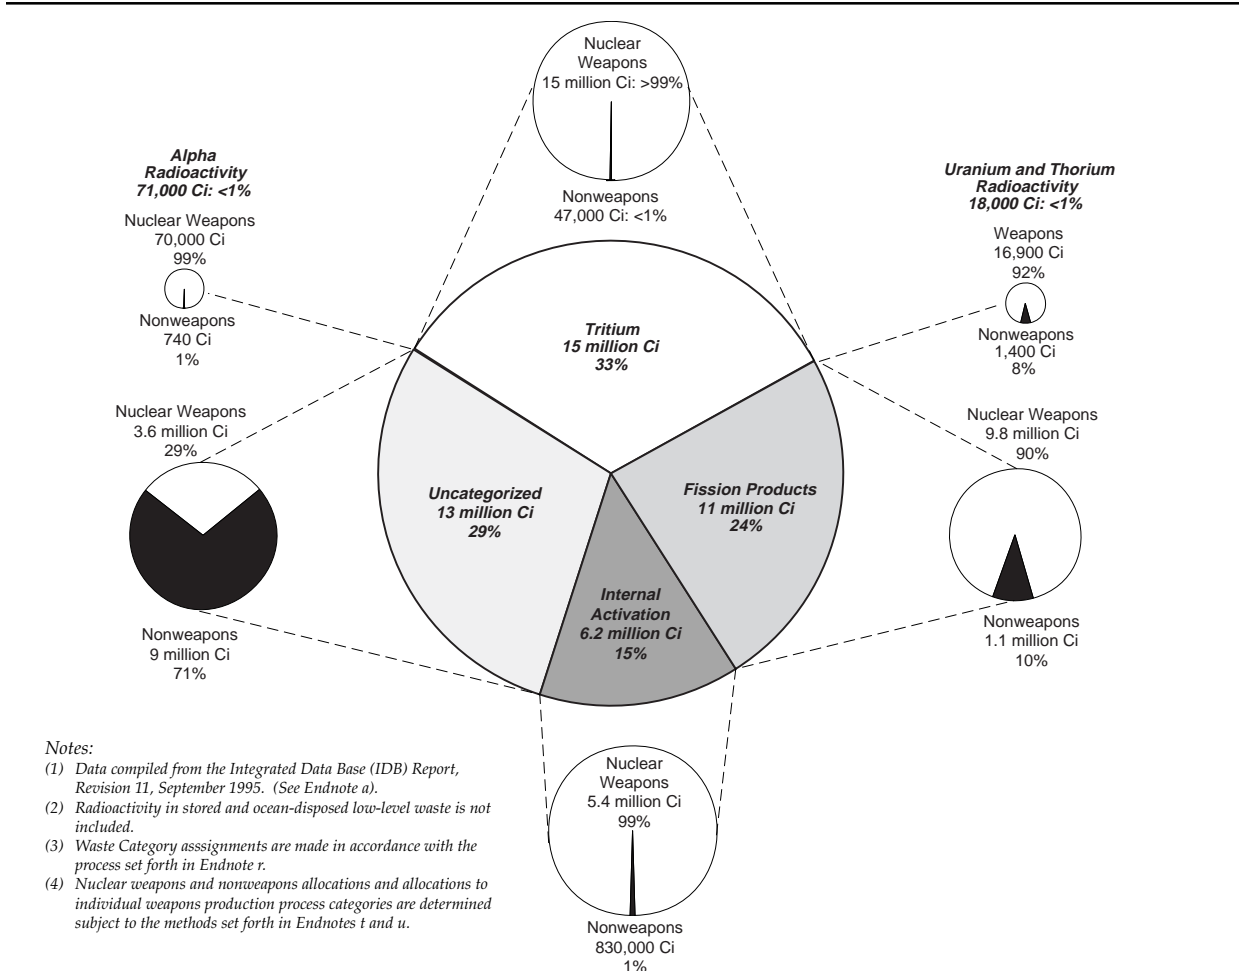 Nuclear
Weapons
15 million Ci: >99%
Nonweapons
47,000 Ci: <1%
Alpha
Radioactivity
71,000 Ci: <1%
Nuclear Weapons
70,000 Ci
99%
Nonweapons
740 Ci
1%
Uranium and Thorium
Radioactivity
18,000 Ci: <1%
Weapons
16,900 Ci
92%
Nonweapons
1,400 Ci
8%
Tritium
15 million Ci
33%
Nuclear Weapons
3.6 million Ci
29%
Nonweapons
9 million Ci
71%
Uncategorized
13 million Ci
29%
Fission Products
11 million Ci
24%
Nuclear Weapons
9.8 million Ci
90%
Nonweapons
1.1 million Ci
10%
Internal
Activation
6.2 million Ci
15%
Nuclear
Weapons
5.4 million Ci
99%
Nonweapons
830,000 Ci
1%
Notes:
(1) Data compiled from the Integrated Data Base (IDB) Report,
Revision 11, September 1995. (See Endnote a).
(2) Radioactivity in stored and ocean-disposed low-level waste is not
included.
(3) Waste Category asssignments are made in accordance with the
process set forth in Endnote r.
(4) Nuclear weapons and nonweapons allocations and allocations to
individual weapons production process categories are determined
subject to the methods set forth in Endnotes t and u.